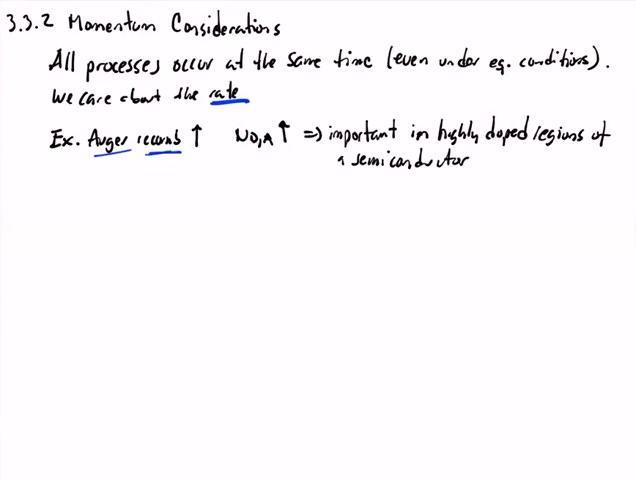 3.3.2 Momentum Considerations
All processes occur at the same time (even under eq. conditions).
We care about the rate
Ex. Auger recomb ↑ ND,A ↑ ⇒ important in highly doped regions of
a semiconductor